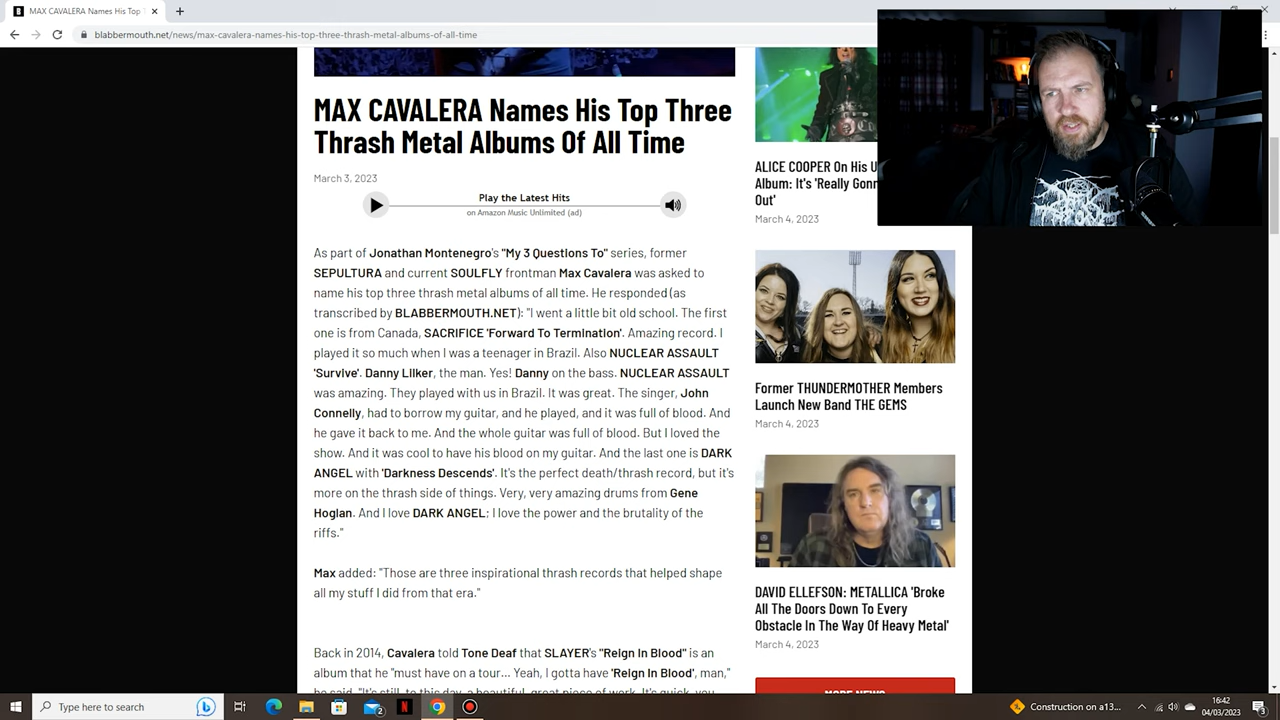 MAX CAVALERA Names His Top T
blabbermouth.net/news/max-cavalera-names-his-top-three-thrash-metal-albums-of-all-time
MAX CAVALERA Names His Top Three
Thrash Metal Albums Of All Time
March 3, 2023
Play the Latest Hits
on Amazon Music Unlimited (ad)
As part of Jonathan Montenegro's "My 3 Questions To" series, former
SEPULTURA and current SOULFLY frontman Max Cavalera was asked to
name his top three thrash metal albums of all time. He responded (as
transcribed by BLABBERMOUTH.NET): "I went a little bit old school. The first
one is from Canada, SACRIFICE 'Forward To Termination'. Amazing record. I
played it so much when I was a teenager in Brazil. Also NUCLEAR ASSAULT
'Survive'. Danny Lilker, the man. Yes! Danny on the bass. NUCLEAR ASSAULT
was amazing. They played with us in Brazil. It was great. The singer, John
Connelly, had to borrow my guitar, and he played, and it was full of blood. And
he gave it back to me. And the whole guitar was full of blood. But I loved the
show. And it was cool to have his blood on my guitar. And the last one is DARK
ANGEL with 'Darkness Descends'. It's the perfect death/thrash record, but it's
more on the thrash side of things. Very, very amazing drums from Gene
Hoglan. And I love DARK ANGEL; I love the power and the brutality of the
riffs."
Max added: "Those are three inspirational thrash records that helped shape
all my stuff I did from that era."
Back in 2014, Cavalera told Tone Deaf that SLAYER's "Reign In Blood" is an
album that he "must have on a tour... Yeah, I gotta have 'Reign In Blood', man,"
he said. "It's still, to this day, a beautiful, great piece of work. It's quick, you
ALICE COOPER On His U
Album: It's 'Really Gonn
Out'
March 4, 2023
Former THUNDERMOTHER Members
Launch New Band THE GEMS
March 4, 2023
DAVID ELLEFSON: METALLICA 'Broke
All The Doors Down To Every
Obstacle In The Way Of Heavy Metal'
March 4, 2023
MORE NEWS
Type here to search
Construction on a13...
16:42
04/03/2023